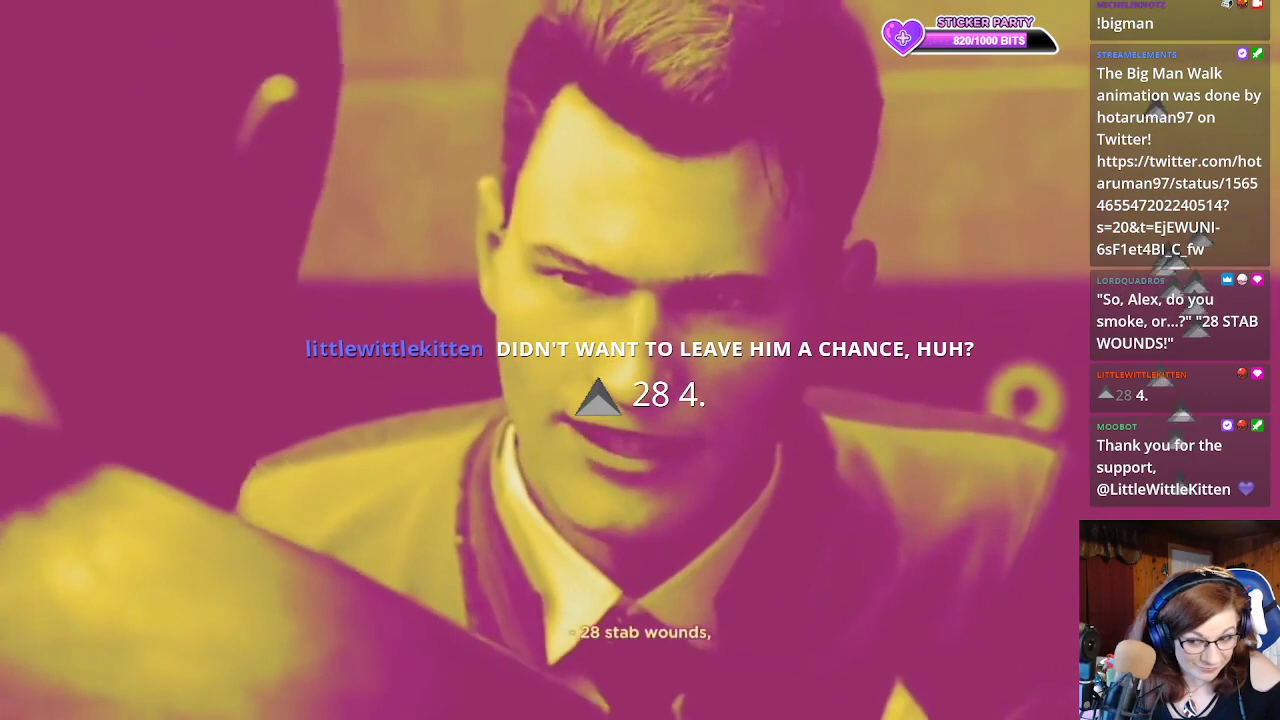 STICKER PARTY
820/1000 BITS
littlewittlekitten DIDN'T WANT TO LEAVE HIM A CHANCE, HUH?
28 4.
- 28 stab wounds,
!bigman
STREAMELEMENTS
The Big Man Walk
animation was done by
hotaruman97 on
Twitter!
https://twitter.com/hot
aruman97/status/1565
465547202240514?
s=20&t=EjEWUNI-
6sF1et4BI_C_fw
LORDQUADROS
"So, Alex, do you
smoke, or...?" "28 STAB
WOUNDS!"
LITTLEWITTLEKITTEN
28 4.
MOOBOT
Thank you for the
support,
@LittleWittleKitten